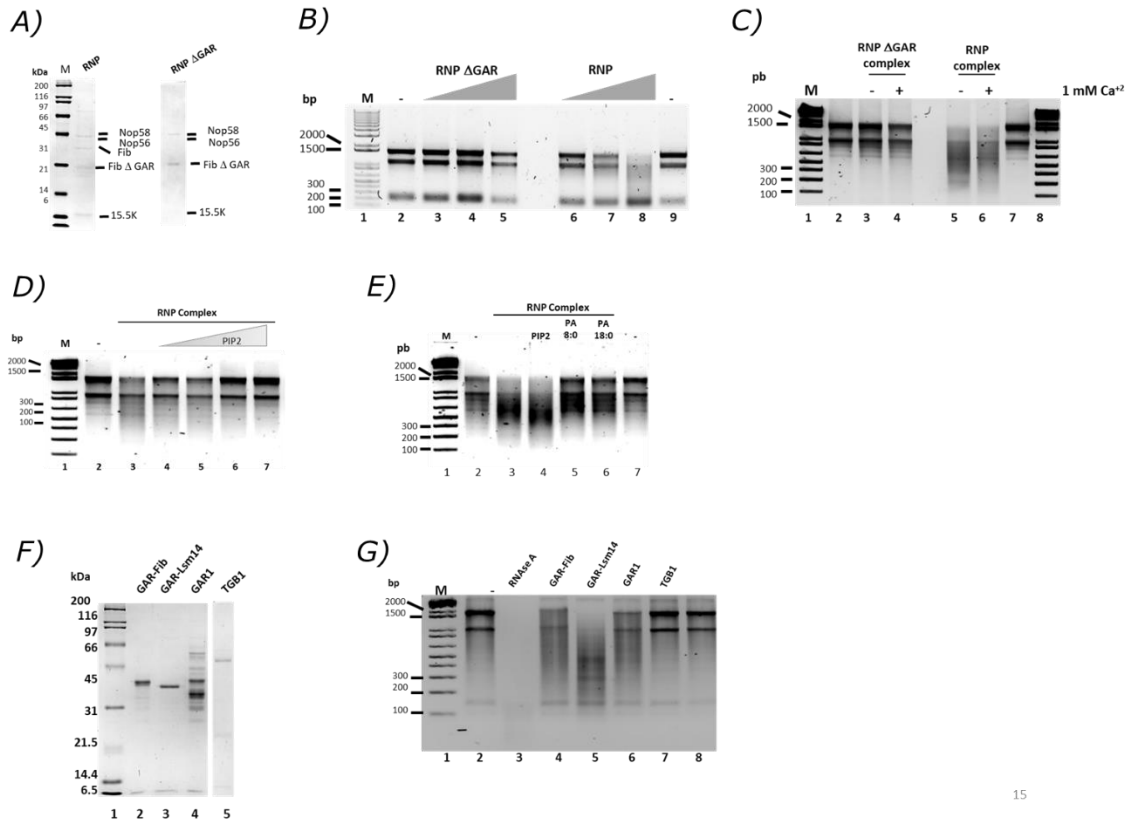 A)
RNP
RNP ΔGAR
kDa
M
200
116
97
66
45
31
21
14
6
Nop58
Nop56
Fib
Fib Δ GAR
15.5K
Nop58
Nop56
Fib Δ GAR
15.5K
B)
RNP ΔGAR
RNP
bp
M
-
-
2000
1500
300
200
100
1 2 3 4 5 6 7 8 9
C)
RNP ΔGAR
complex
RNP
complex
pb
M
- +
- +
1 mM Ca+2
2000
1500
300
200
100
1 2 3 4 5 6 7 8
D)
RNP Complex
bp
M
-
PIP2
2000
1500
300
200
100
1 2 3 4 5 6 7
E)
RNP Complex
pb
M
-
-
PIP2
PA
8:0
PA
18:0
-
2000
1500
300
200
100
1 2 3 4 5 6 7
F)
kDa
GAR-Fib
GAR-Lsm14
GAR1
TGB1
200
116
97
66
45
31
21.5
14.4
6.5
1 2 3 4 5
G)
bp
M
-
RNAse A
GAR-Fib
GAR-Lsm14
GAR1
TGB1
2000
1500
300
200
100
1 2 3 4 5 6 7 8
15